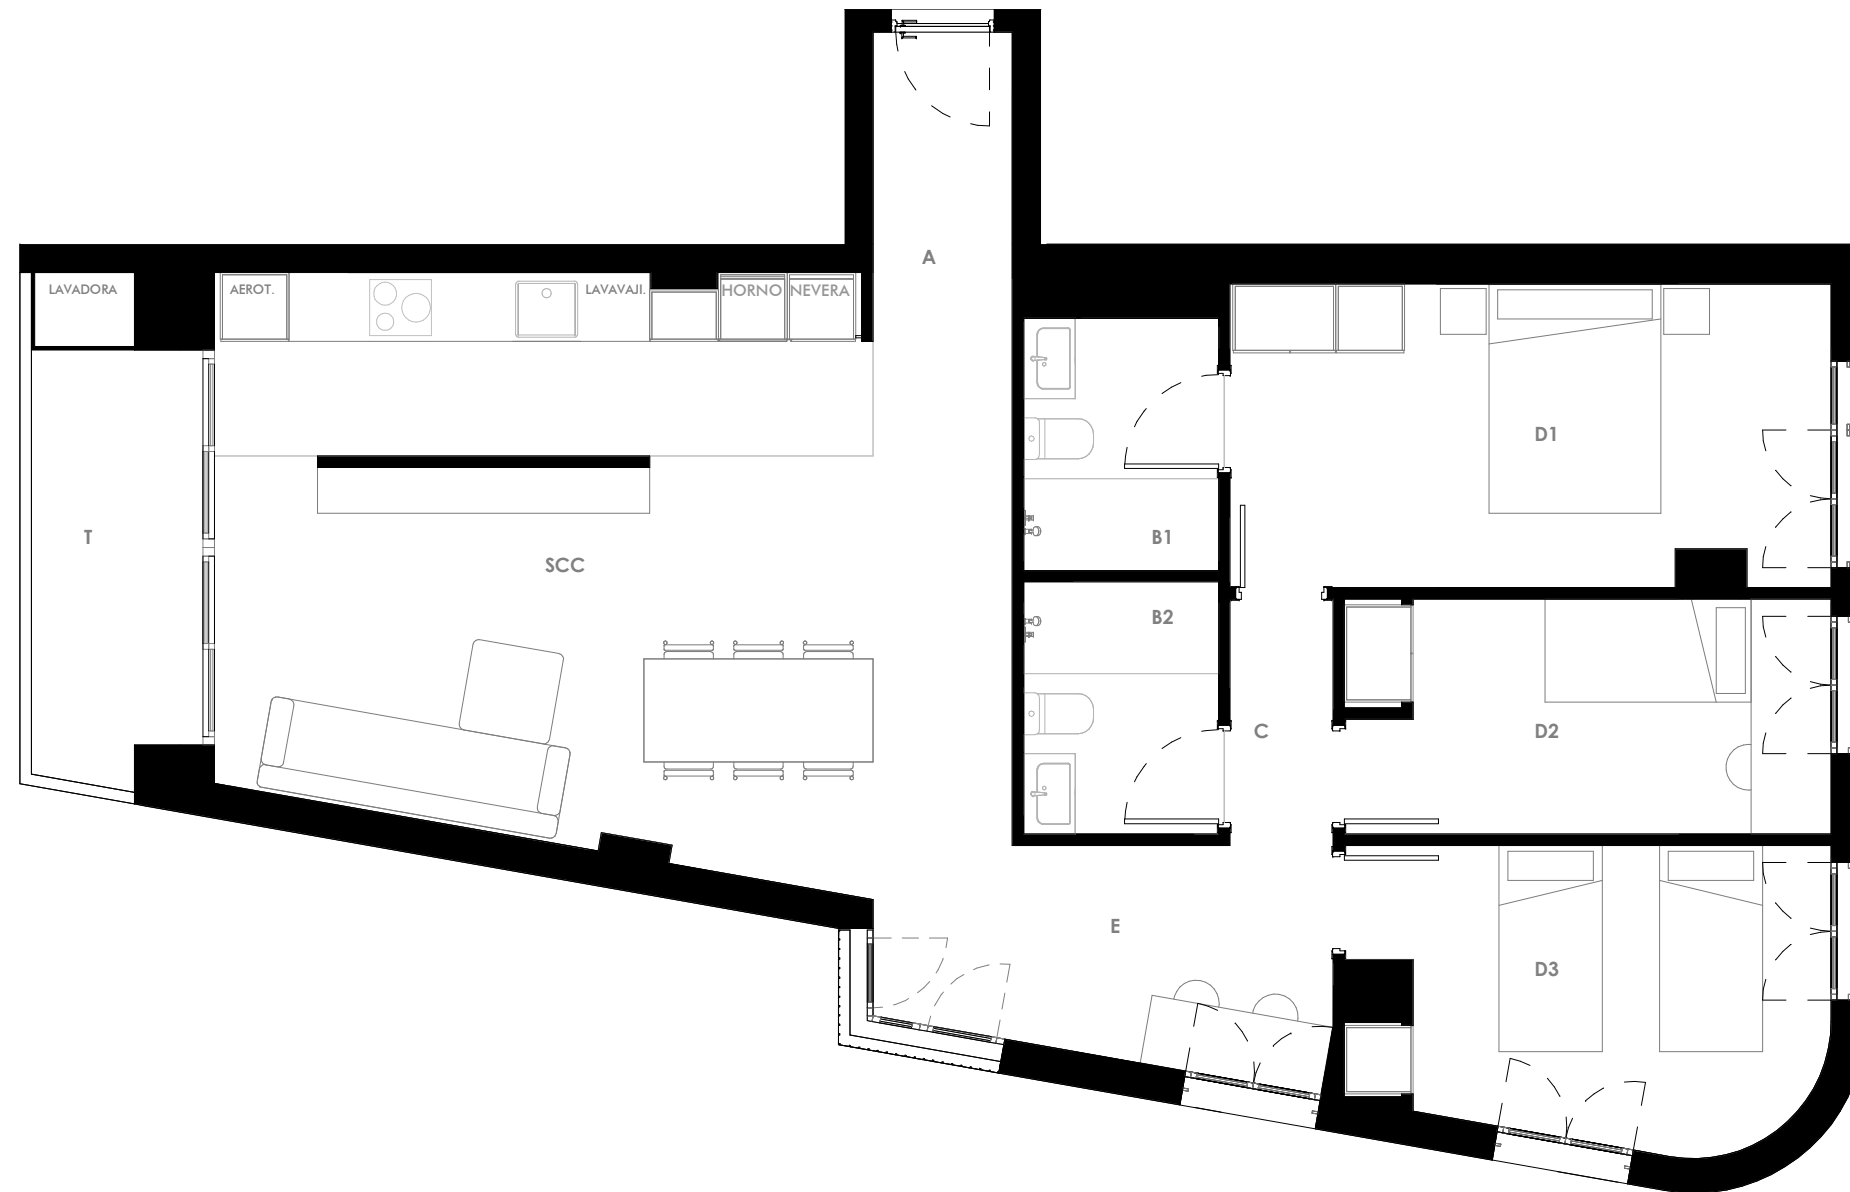 A
LAVADORA
AEROT.
LAVAVAJI.
HORNO
NEVERA
D1
T
SCC
B1
B2
C
D2
E
D3